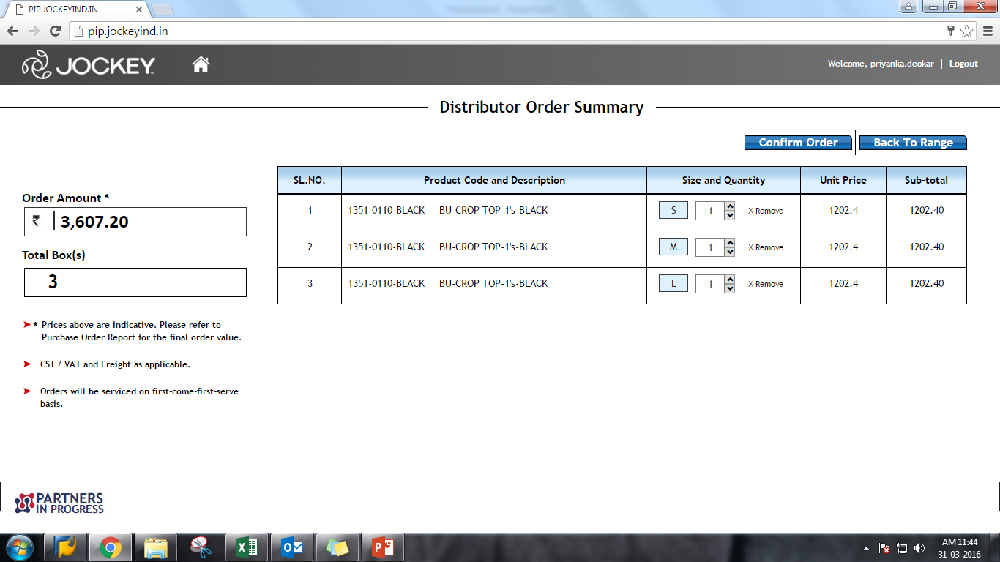 PIP.JOCKEYIND.IN
pip.jockeyind.in
JOCKEY
Welcome, priyanka.deokar | Logout
Distributor Order Summary
Confirm Order
Back To Range
SL.NO. Product Code and Description Size and Quantity Unit Price Sub-total
1 1351-0110-BLACK BU-CROP TOP-1's-BLACK S 1 X Remove 1202.4 1202.40
2 1351-0110-BLACK BU-CROP TOP-1's-BLACK M 1 X Remove 1202.4 1202.40
3 1351-0110-BLACK BU-CROP TOP-1's-BLACK L 1 X Remove 1202.4 1202.40
Order Amount *
₹ 3,607.20
Total Box(s)
3
* Prices above are indicative. Please refer to
Purchase Order Report for the final order value.
CST / VAT and Freight as applicable.
Orders will be serviced on first-come-first-serve
basis.
PARTNERS
IN PROGRESS
AM 11:44
31-03-2016